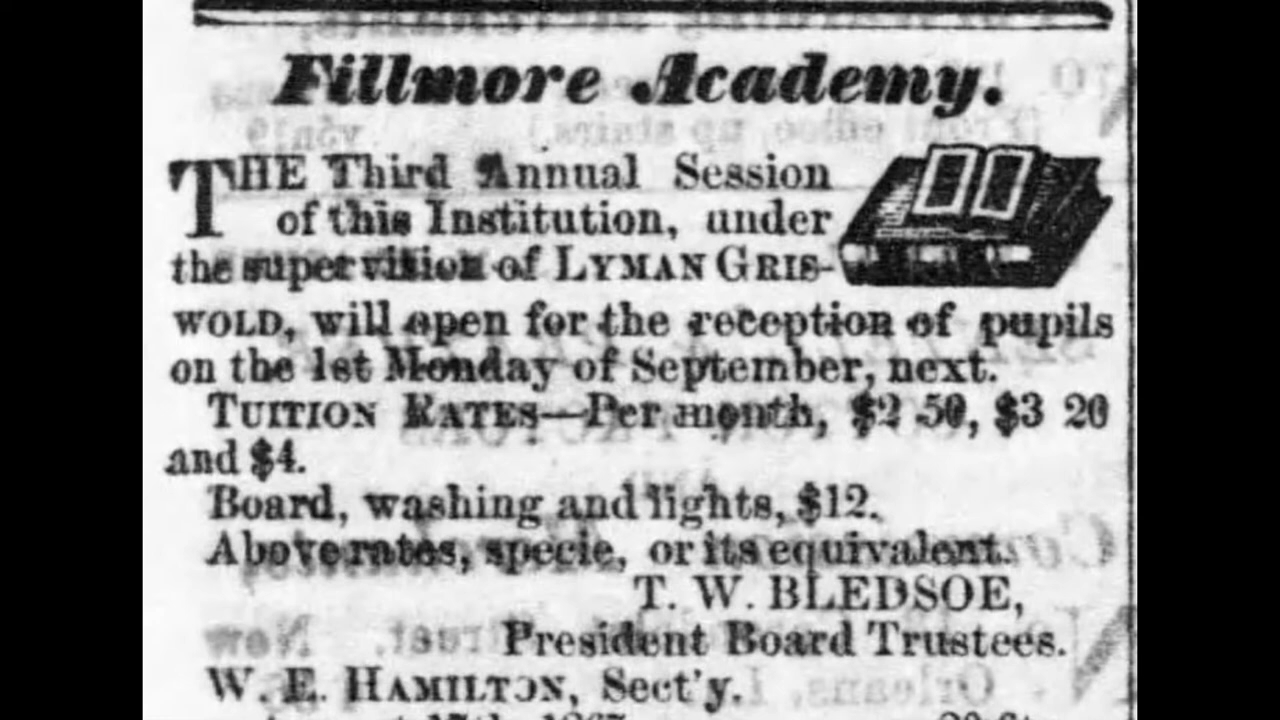 Fillmore Academy.
THE Third Annual Session
of this Institution, under
the supervision of LYMAN GRIS-
WOLD, will open for the reception of pupils
on the 1st Monday of September, next.
TUITION RATES—Per month, $2 50, $3 20
and $4.
Board, washing and lights, $12.
Above rates, specie, or its equivalent.
T. W. BLEDSOE,
President Board Trustees.
W. E. HAMILTON, Sect'y.